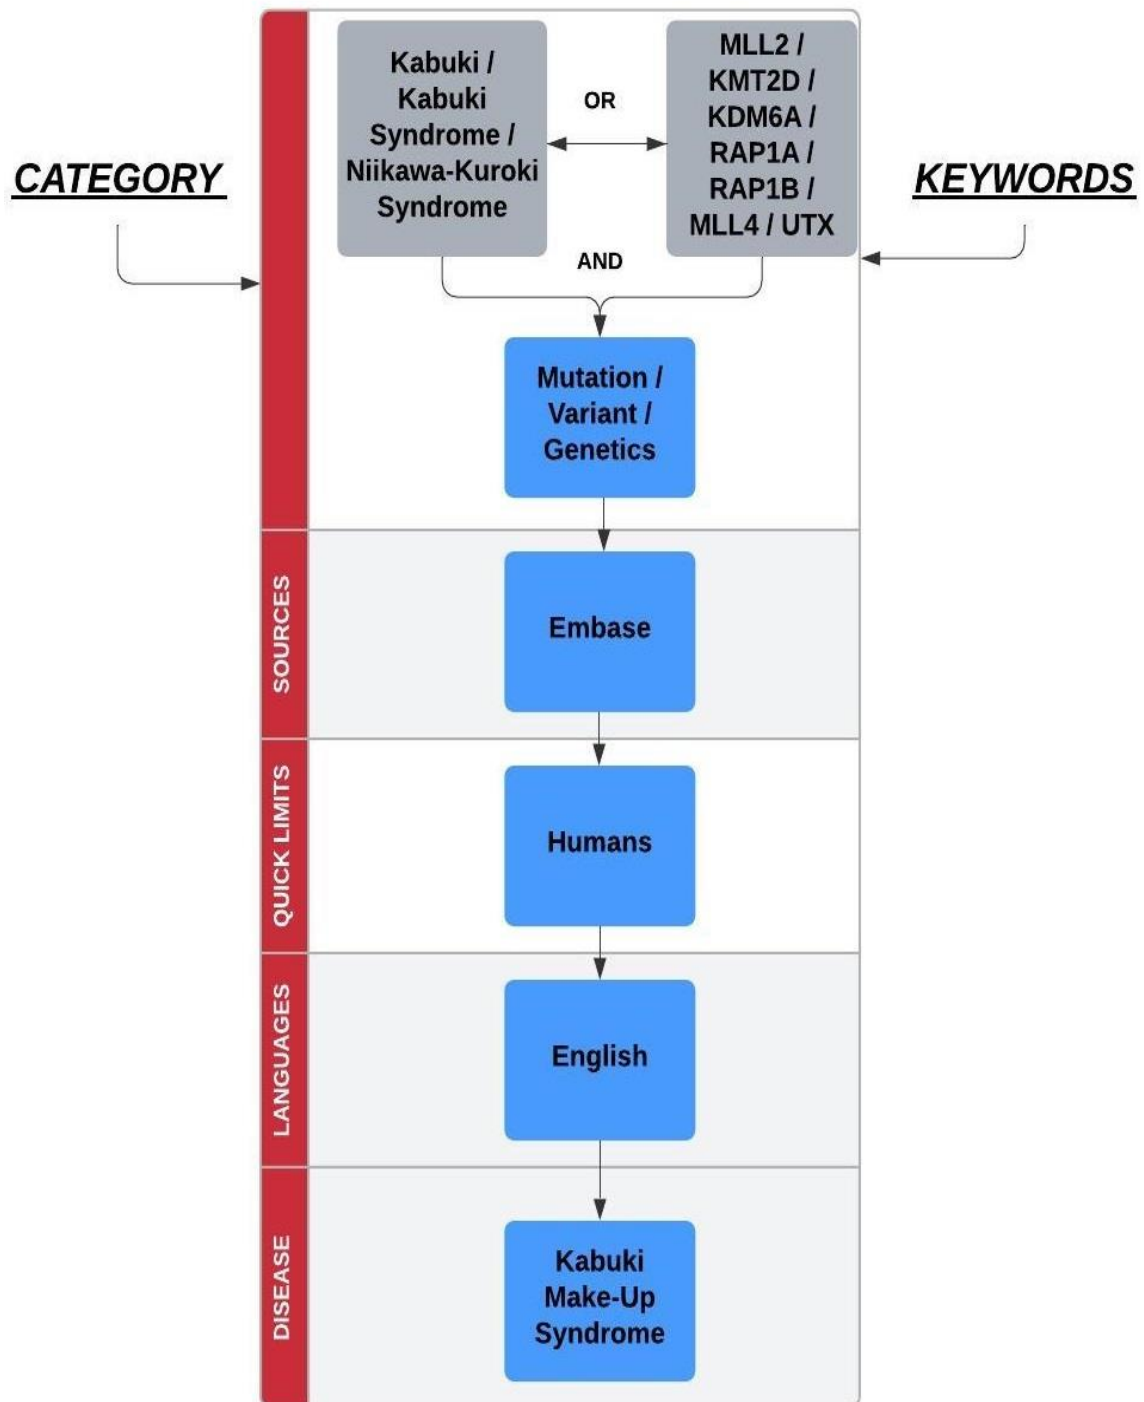 Kabuki /
Kabuki
Syndrome /
Niikawa-Kuroki
Syndrome
OR
MLL2 /
KMT2D /
KDM6A /
RAP1A /
RAP1B /
MLL4 / UTX
CATEGORY
KEYWORDS
AND
Mutation /
Variant /
Genetics
SOURCES
Embase
QUICK LIMITS
Humans
LANGUAGES
English
DISEASE
Kabuki
Make-Up
Syndrome